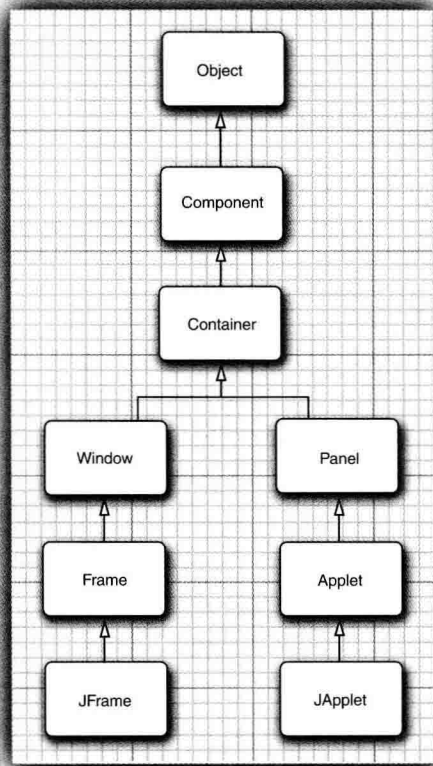 Object
Component
Container
Window
Panel
Frame
Applet
JFrame
JApplet